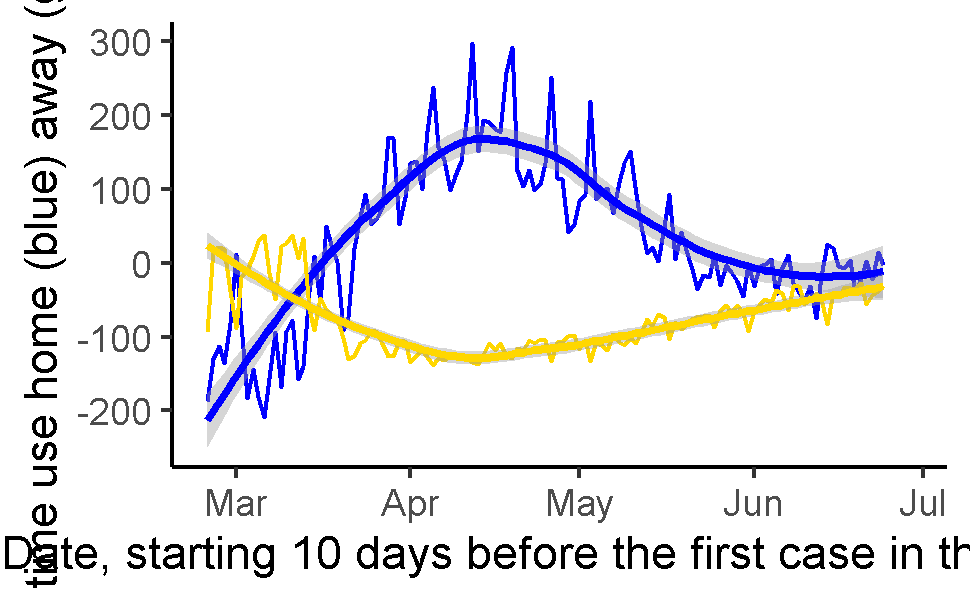 time use home (blue) away (
300
200
100
0
-100
-200
Mar Apr May Jun Jul
Date, starting 10 days before the first case in th